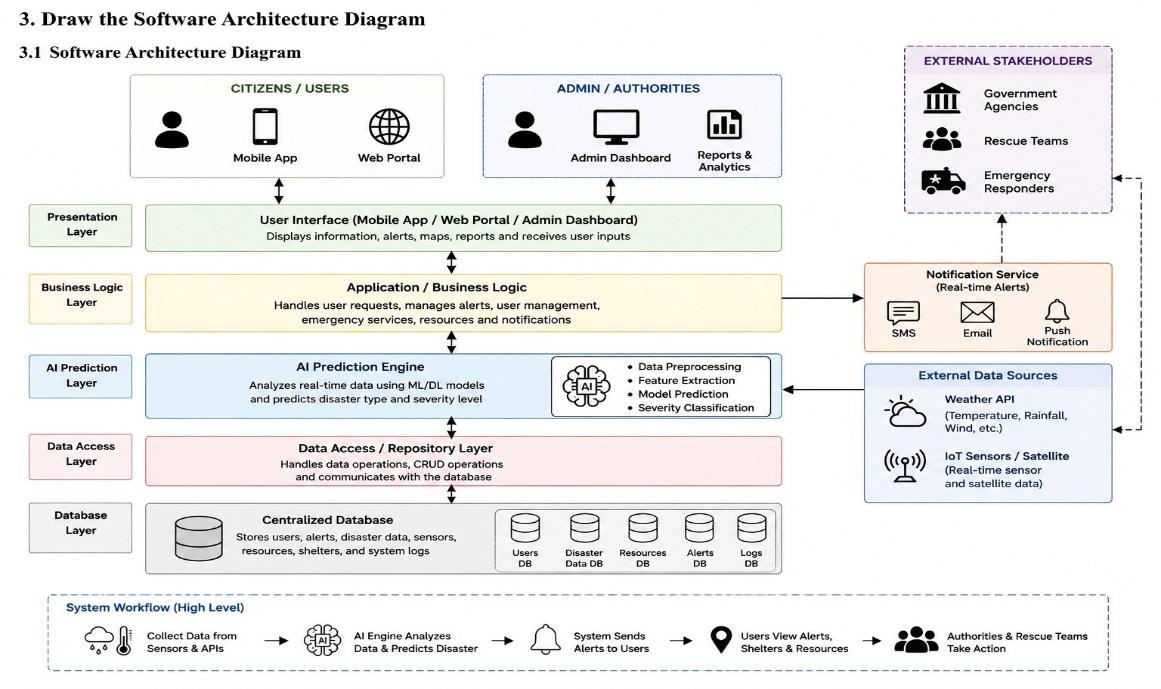 3. Draw the Software Architecture Diagram
3.1 Software Architecture Diagram
CITIZENS / USERS
Mobile App
Web Portal
ADMIN / AUTHORITIES
Admin Dashboard
Reports &
Analytics
EXTERNAL STAKEHOLDERS
Government
Agencies
Rescue Teams
Emergency
Responders
Presentation
Layer
User Interface (Mobile App / Web Portal / Admin Dashboard)
Displays information, alerts, maps, reports and receives user inputs
Business Logic
Layer
Application / Business Logic
Handles user requests, manages alerts, user management,
emergency services, resources and notifications
Notification Service
(Real-time Alerts)
SMS
Email
Push
Notification
AI Prediction
Layer
AI Prediction Engine
Analyzes real-time data using ML/DL models
and predicts disaster type and severity level
AI
• Data Preprocessing
• Feature Extraction
• Model Prediction
• Severity Classification
External Data Sources
Weather API
(Temperature, Rainfall,
Wind, etc.)
IoT Sensors / Satellite
(Real-time sensor
and satellite data)
Data Access
Layer
Data Access / Repository Layer
Handles data operations, CRUD operations
and communicates with the database
Database
Layer
Centralized Database
Stores users, alerts, disaster data, sensors,
resources, shelters, and system logs
Users
DB
Disaster
Data DB
Resources
DB
Alerts
DB
Logs
DB
System Workflow (High Level)
Collect Data from
Sensors & APIs
AI
AI Engine Analyzes
Data & Predicts Disaster
System Sends
Alerts to Users
Users View Alerts,
Shelters & Resources
Authorities & Rescue Teams
Take Action